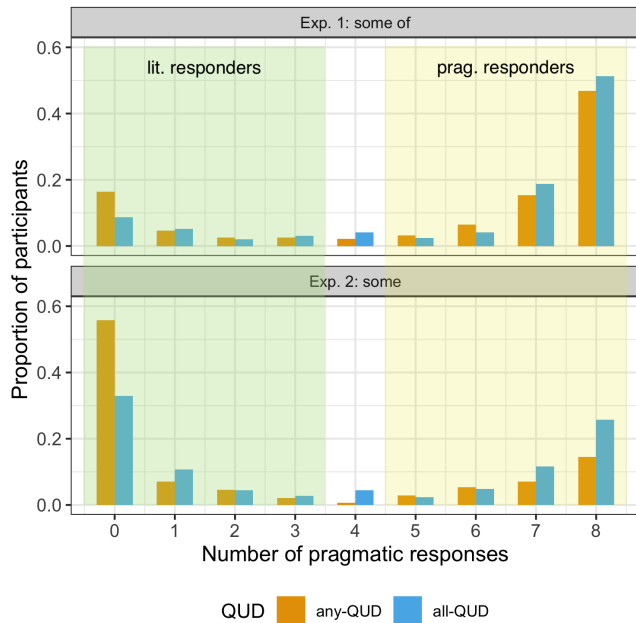 Exp. 1: some of
lit. responders
prag. responders
0.6
0.4
0.2
0.0
Exp. 2: some
0.6
0.4
0.2
0.0
Proportion of participants
0 1 2 3 4 5 6 7 8
Number of pragmatic responses
QUD any-QUD all-QUD